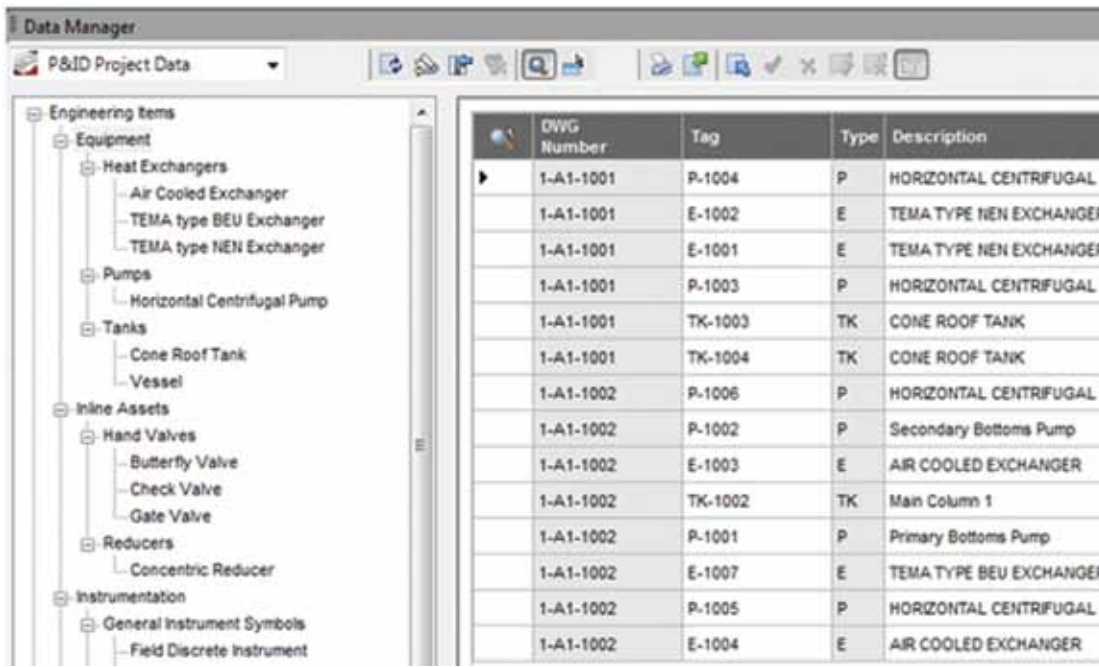 Data Manager
P&ID Project Data
Engineering Items
Equipment
Heat Exchangers
Air Cooled Exchanger
TEMA type BEU Exchanger
TEMA type NEN Exchanger
Pumps
Horizontal Centrifugal Pump
Tanks
Cone Roof Tank
Vessel
Inline Assets
Hand Valves
Butterfly Valve
Check Valve
Gate Valve
Reducers
Concentric Reducer
Instrumentation
General Instrument Symbols
Field Discrete Instrument
DWG Number Tag Type Description
1-A1-1001 P-1004 P HORIZONTAL CENTRIFUGAL
1-A1-1001 E-1002 E TEMA TYPE NEN EXCHANGER
1-A1-1001 E-1001 E TEMA TYPE NEN EXCHANGER
1-A1-1001 P-1003 P HORIZONTAL CENTRIFUGAL
1-A1-1001 TK-1003 TK CONE ROOF TANK
1-A1-1001 TK-1004 TK CONE ROOF TANK
1-A1-1002 P-1006 P HORIZONTAL CENTRIFUGAL
1-A1-1002 P-1002 P Secondary Bottoms Pump
1-A1-1002 E-1003 E AIR COOLED EXCHANGER
1-A1-1002 TK-1002 TK Main Column 1
1-A1-1002 P-1001 P Primary Bottoms Pump
1-A1-1002 E-1007 E TEMA TYPE BEU EXCHANGER
1-A1-1002 P-1005 P HORIZONTAL CENTRIFUGAL
1-A1-1002 E-1004 E AIR COOLED EXCHANGER